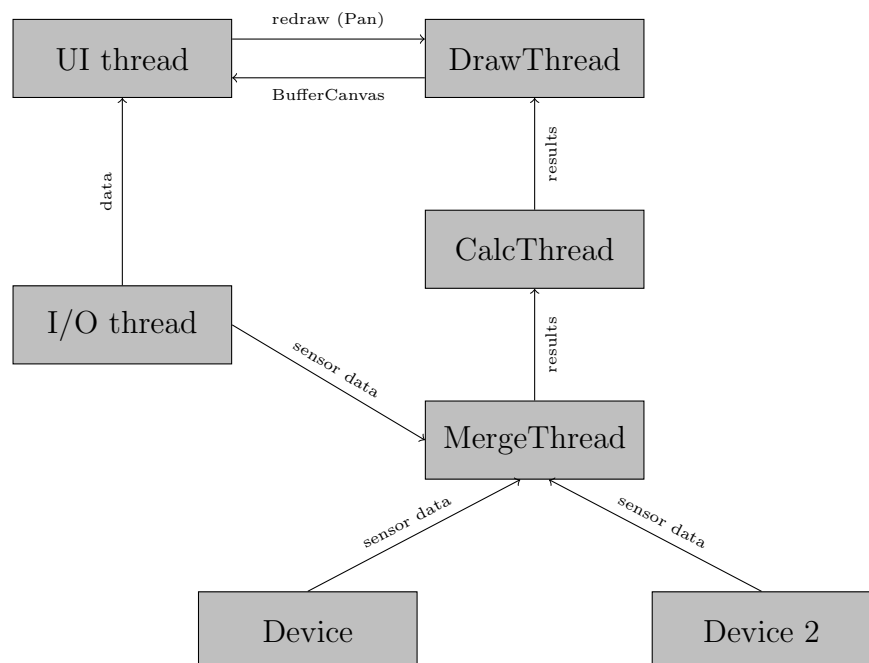 redraw (Pan)
UI thread
DrawThread
BufferCanvas
results
data
CalcThread
I/O thread
results
sensor data
MergeThread
sensor data
sensor data
Device
Device 2